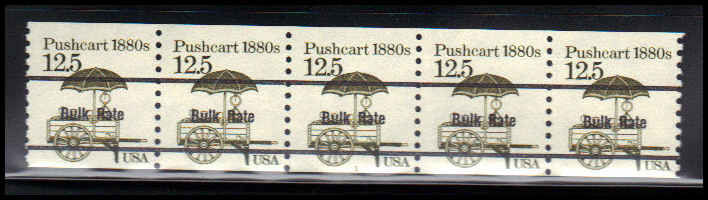 Pushcart 1880s Pushcart 1880s Pushcart 1880s Pushcart 1880s Pushcart 1880s
12.5 12.5 12.5 12.5 12.5
Bulk Rate Bulk Rate Bulk Rate Bulk Rate Bulk Rate
USA USA USA USA USA